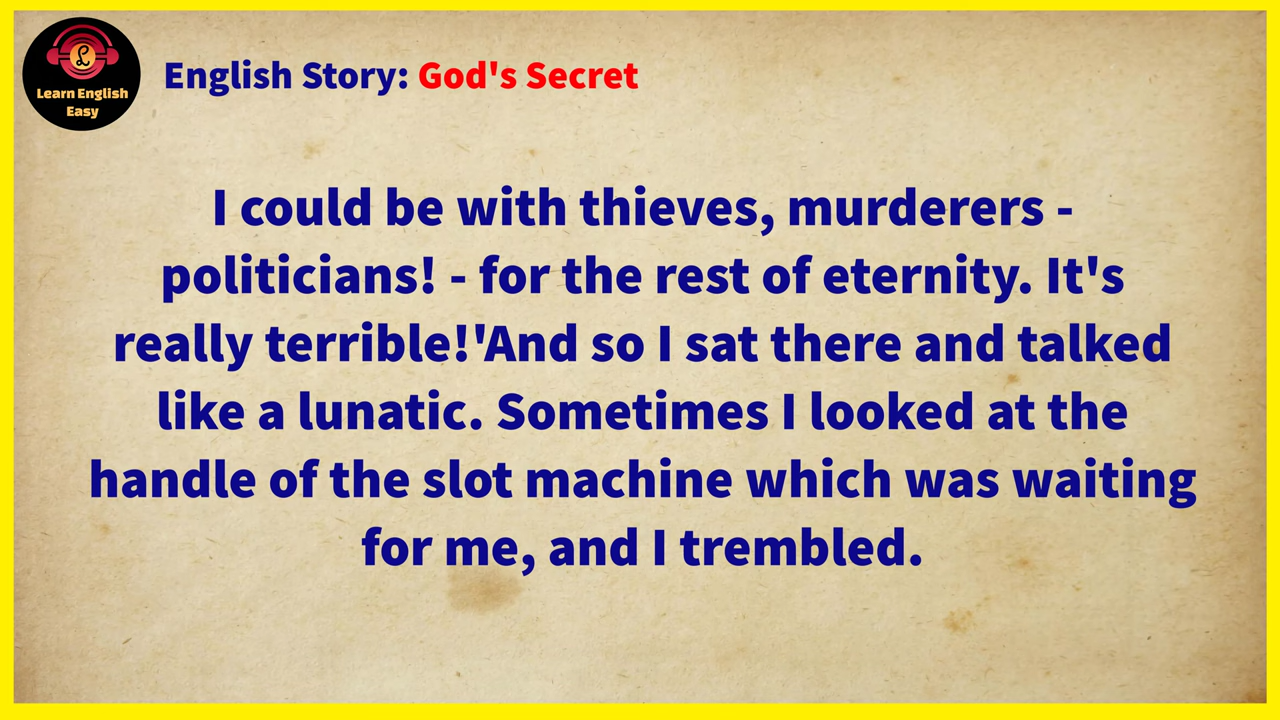 Learn English
Easy
English Story: God's Secret
I could be with thieves, murderers -
politicians! - for the rest of eternity. It's
really terrible!'And so I sat there and talked
like a lunatic. Sometimes I looked at the
handle of the slot machine which was waiting
for me, and I trembled.